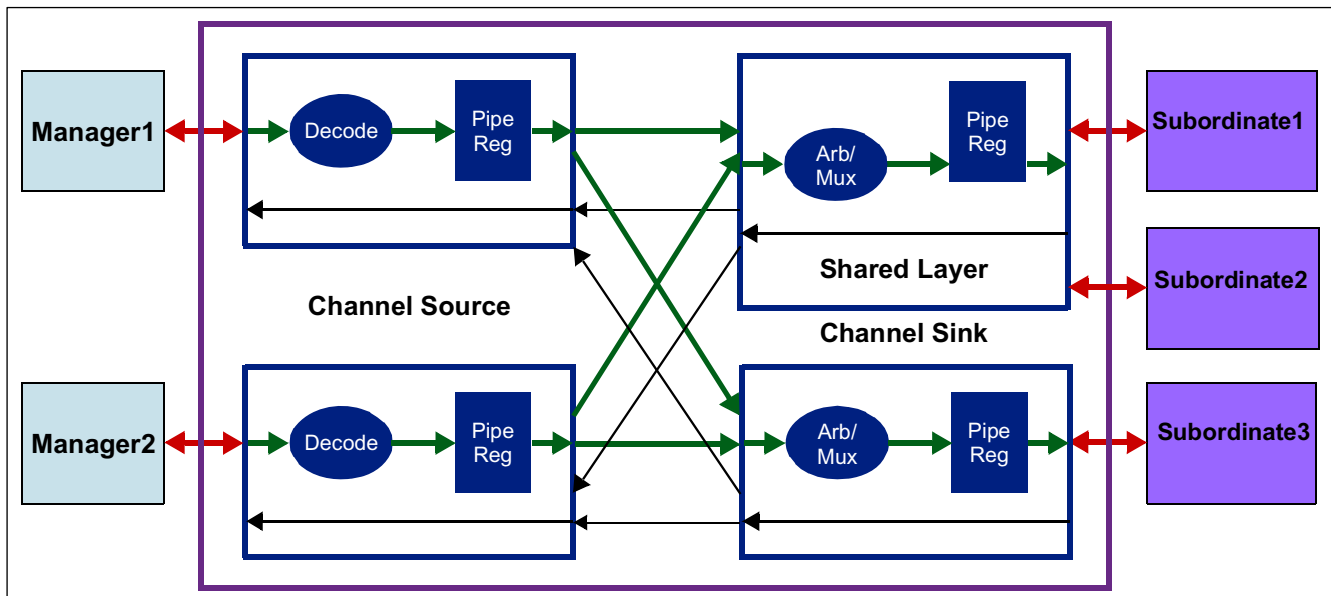 Manager1
Decode
Pipe
Reg
Arb/
Mux
Pipe
Reg
Subordinate1
Shared Layer
Subordinate2
Channel Source
Channel Sink
Manager2
Decode
Pipe
Reg
Arb/
Mux
Pipe
Reg
Subordinate3